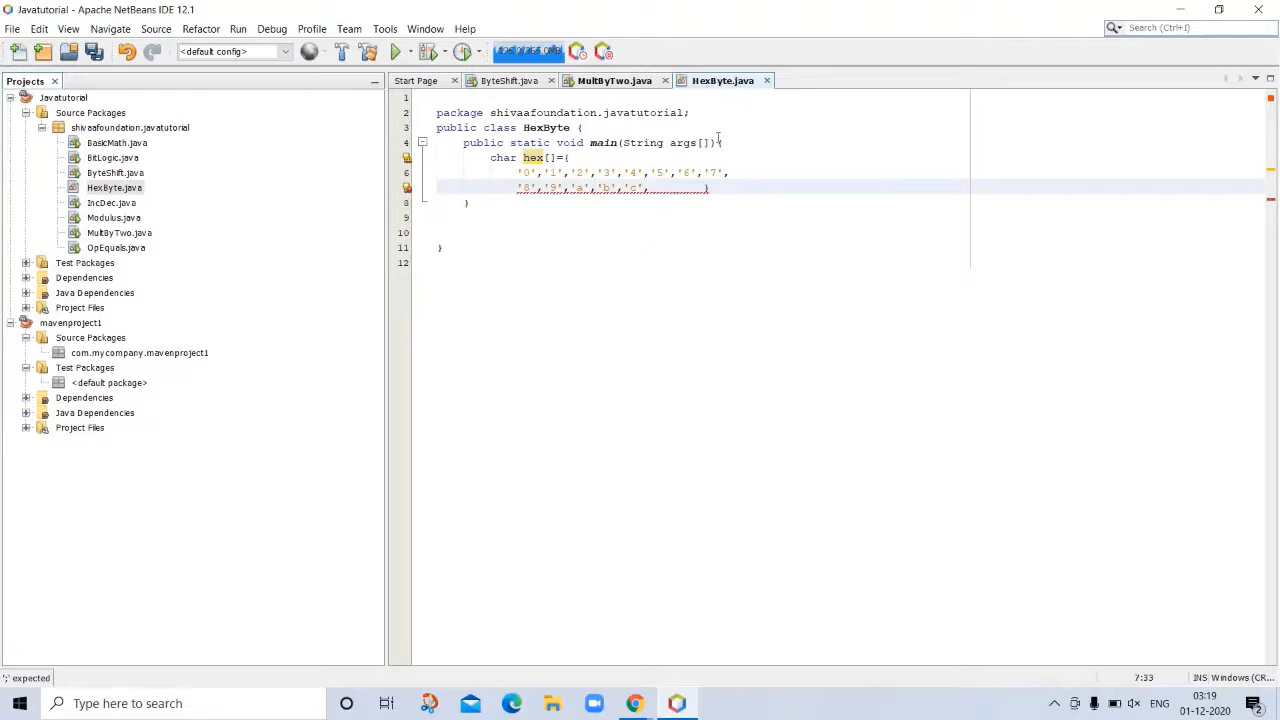 Javatutorial - Apache NetBeans IDE 12.1
File Edit View Navigate Source Refactor Run Debug Profile Team Tools Window Help
Search (Ctrl+I)
<default config>
Projects
Start Page
ByteShift.java
MultByTwo.java
HexByte.java
Javatutorial
Source Packages
shivaafoundation.javatutorial
BasicMath.java
BitLogic.java
ByteShift.java
HexByte.java
IncDec.java
Modulus.java
MultByTwo.java
OpEquals.java
Test Packages
Dependencies
Java Dependencies
Project Files
mavenproject1
Source Packages
com.mycompany.mavenproject1
Test Packages
<default package>
Dependencies
Java Dependencies
Project Files
1
2 package shivaafoundation.javatutorial;
3 public class HexByte {
4 public static void main(String args[]){
char hex[]={
6 '0','1','2','3','4','5','6','7',
'8','9','a','b','c', }
8 }
9
10
11 }
12
';' expected
7:33
INS Windows (CR...
Type here to search
ENG
03:19
01-12-2020
2